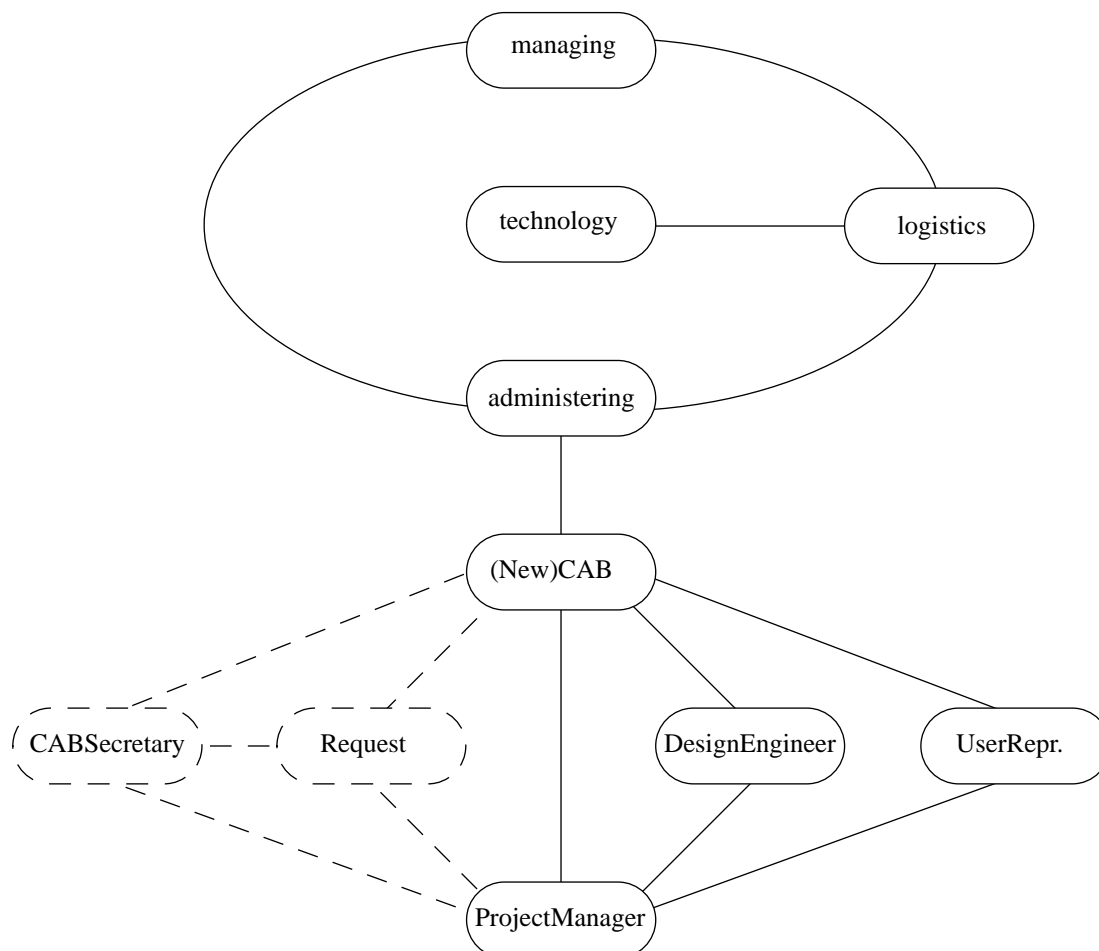 managing
technology
logistics
administering
(New)CAB
CABSecretary
Request
DesignEngineer
UserRepr.
ProjectManager